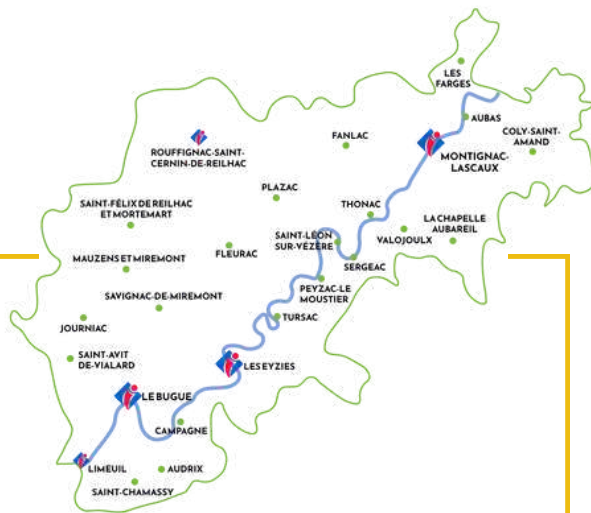 LES
FARGES
AUBAS
COLY-SAINT-
AMAND
FANLAC
MONTIGNAC-
LASCAUX
ROUFFIGNAC-SAINT-
CERNIN-DE-REILHAC
PLAZAC
THONAC
SAINT-FÉLIX DE REILHAC
ET MORTEMART
LA CHAPELLE
AUBAREIL
SAINT-LÉON
SUR-VÉZÈRE
VALOJOULX
FLEURAC
MAUZENS ET MIREMONT
SERGEAC
PEYZAC-LE
MOUSTIER
SAVIGNAC-DE-MIREMONT
TURSAC
JOURNIAC
SAINT-AVIT
DE-VIALARD
LES EYZIES
LE BUGUE
CAMPAGNE
LIMEUIL
AUDRIX
SAINT-CHAMASSY